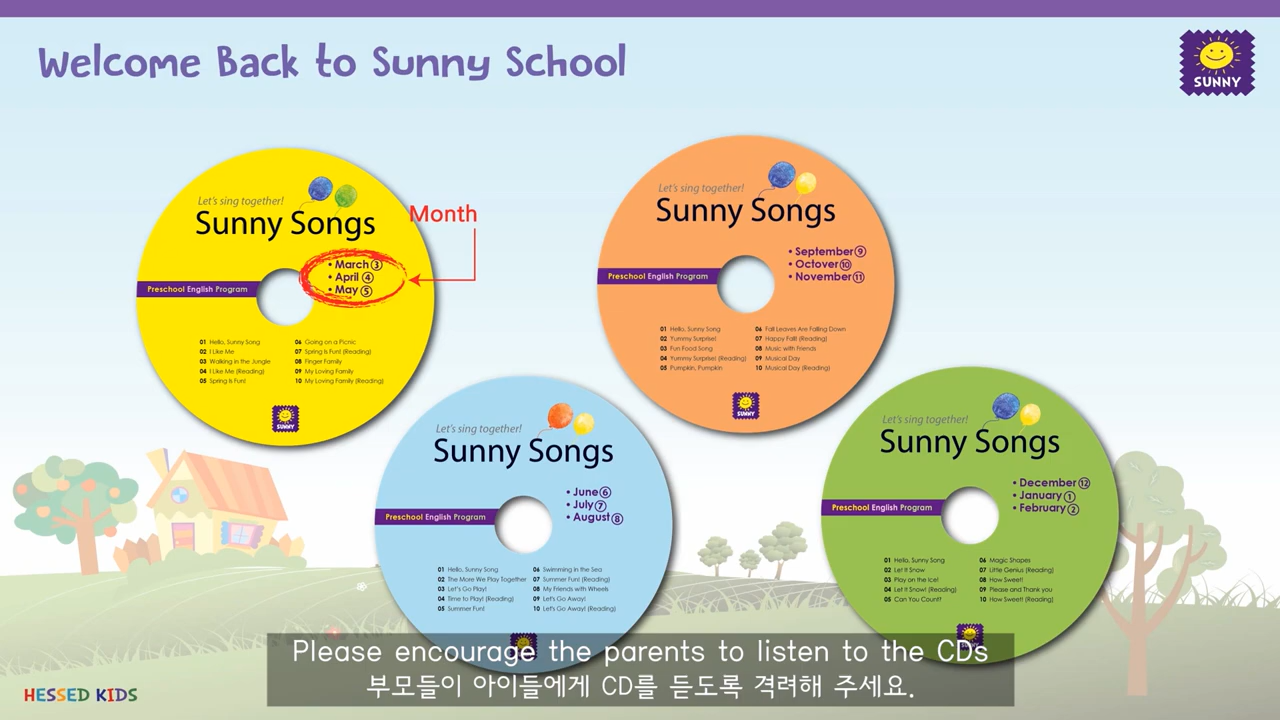 Welcome Back to Sunny School
SUNNY
Let's sing together!
Sunny Songs
Month
• March ③
• April ④
• May ⑤
Preschool English Program
01 Hello, Sunny Song
02 I Like Me
03 Walking in the Jungle
04 I Like Me (Reading)
05 Spring Is Fun!
06 Going on a Picnic
07 Spring Is Fun! (Reading)
08 Finger Family
09 My Loving Family
10 My Loving Family (Reading)
SUNNY
Let's sing together!
Sunny Songs
• September ⑨
• Octover ⑩
• November ⑪
Preschool English Program
01 Hello, Sunny Song
02 Yummy Surprise!
03 Fun Food Song
04 Yummy Surprise! (Reading)
05 Pumpkin, Pumpkin
06 Fall Leaves Are Falling Down
07 Happy Fall! (Reading)
08 Music with Friends
09 Musical Day
10 Musical Day (Reading)
SUNNY
Let's sing together!
Sunny Songs
• June ⑥
• July ⑦
• August ⑧
Preschool English Program
01 Hello, Sunny Song
02 The More We Play Together
03 Let's Go Play!
04 Time to Play! (Reading)
05 Summer Fun!
06 Swimming in the Sea
07 Summer Fun! (Reading)
08 My Friends with Wheels
09 Let's Go Away!
10 Let's Go Away! (Reading)
Let's sing together!
Sunny Songs
• December ⑫
• January ①
• February ②
Preschool English Program
01 Hello, Sunny Song
02 Let It Snow
03 Play on the Ice!
04 Let It Snow! (Reading)
05 Can You Count?
06 Magic Shapes
07 Little Genius (Reading)
08 How Sweet!
09 Please and Thank you
10 How Sweet! (Reading)
Please encourage the parents to listen to the CDs
부모들이 아이들에게 CD를 듣도록 격려해 주세요.
HESSED KIDS